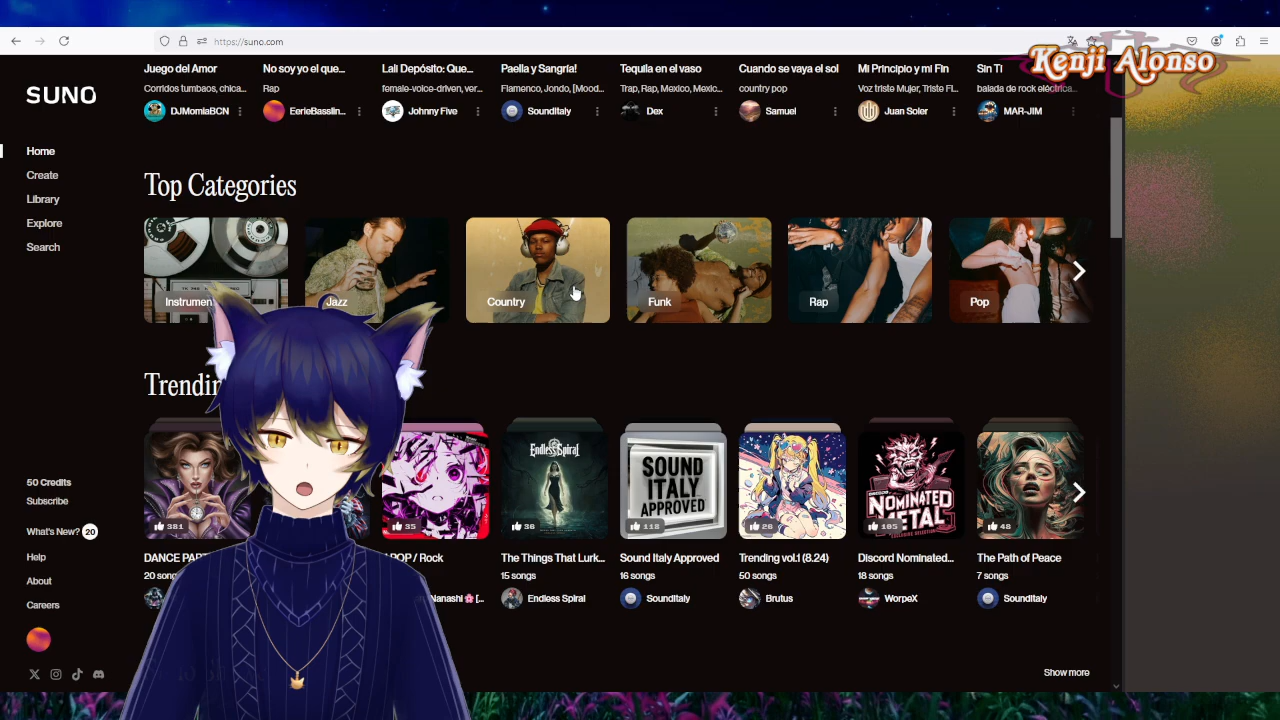 https://suno.com
Kenji Alonso
SUNO
Home
Create
Library
Explore
Search
50 Credits
Subscribe
What's New? 20
Help
About
Careers
Juego del Amor
Corridos tumbaos, chica...
DJMomiaBCN
No soy yo el que...
Rap
EerieBasslin...
Lali Depósito: Que...
female-voice-driven, ver...
Johnny Five
Paella y Sangría!
Flamenco, Jondo, [Mood...
SoundItaly
Tequila en el vaso
Trap, Rap, Mexico, Mexic...
Dex
Cuando se vaya el sol
country pop
Samuel
Mi Principio y mi Fin
Voz triste Mujer, Triste Fl...
Juan Soler
Sin Ti
balada de rock eléctrica...
MAR-JIM
Top Categories
Instrumen
Jazz
Country
Funk
Rap
Pop
Trendin
381
DANCE PART
20 song
35
POP / Rock
Nanashi🌸 [...
Endless Spiral
36
The Things That Lurk...
15 songs
Endless Spiral
SOUND
ITALY
APPROVED
118
Sound Italy Approved
16 songs
SoundItaly
26
Trending vol.1 (8.24)
50 songs
Brutus
NOMINATED
METAL
165
Discord Nominated...
18 songs
WorpeX
48
The Path of Peace
7 songs
SoundItaly
Show more